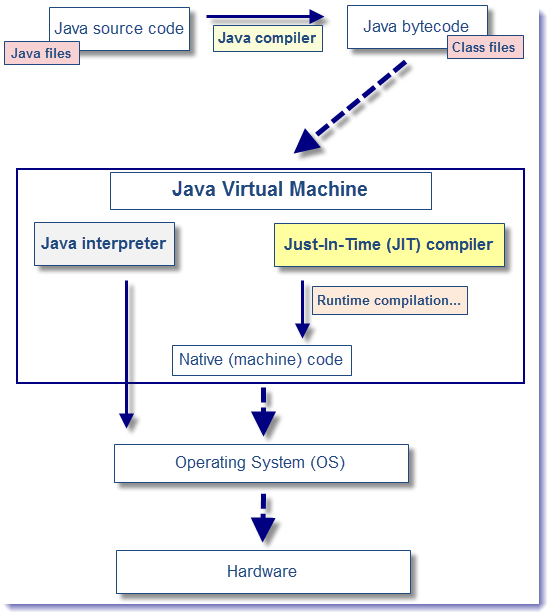 Java source code
Java files
Java compiler
Java bytecode
Class files
Java Virtual Machine
Java interpreter
Just-In-Time (JIT) compiler
Runtime compilation...
Native (machine) code
Operating System (OS)
Hardware